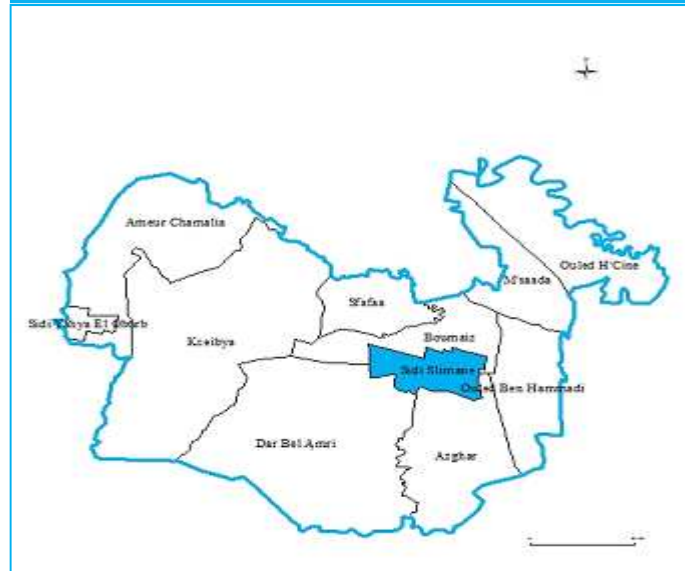 Ameur Chamalia
Ouled H'Cine
M'saada
Sfafaa
Sidi Yahya El Gharb
Kceibya
Boumaiz
Sidi Slimane
Ouled Ben Hammadi
Dar Bel Amri
Azghar